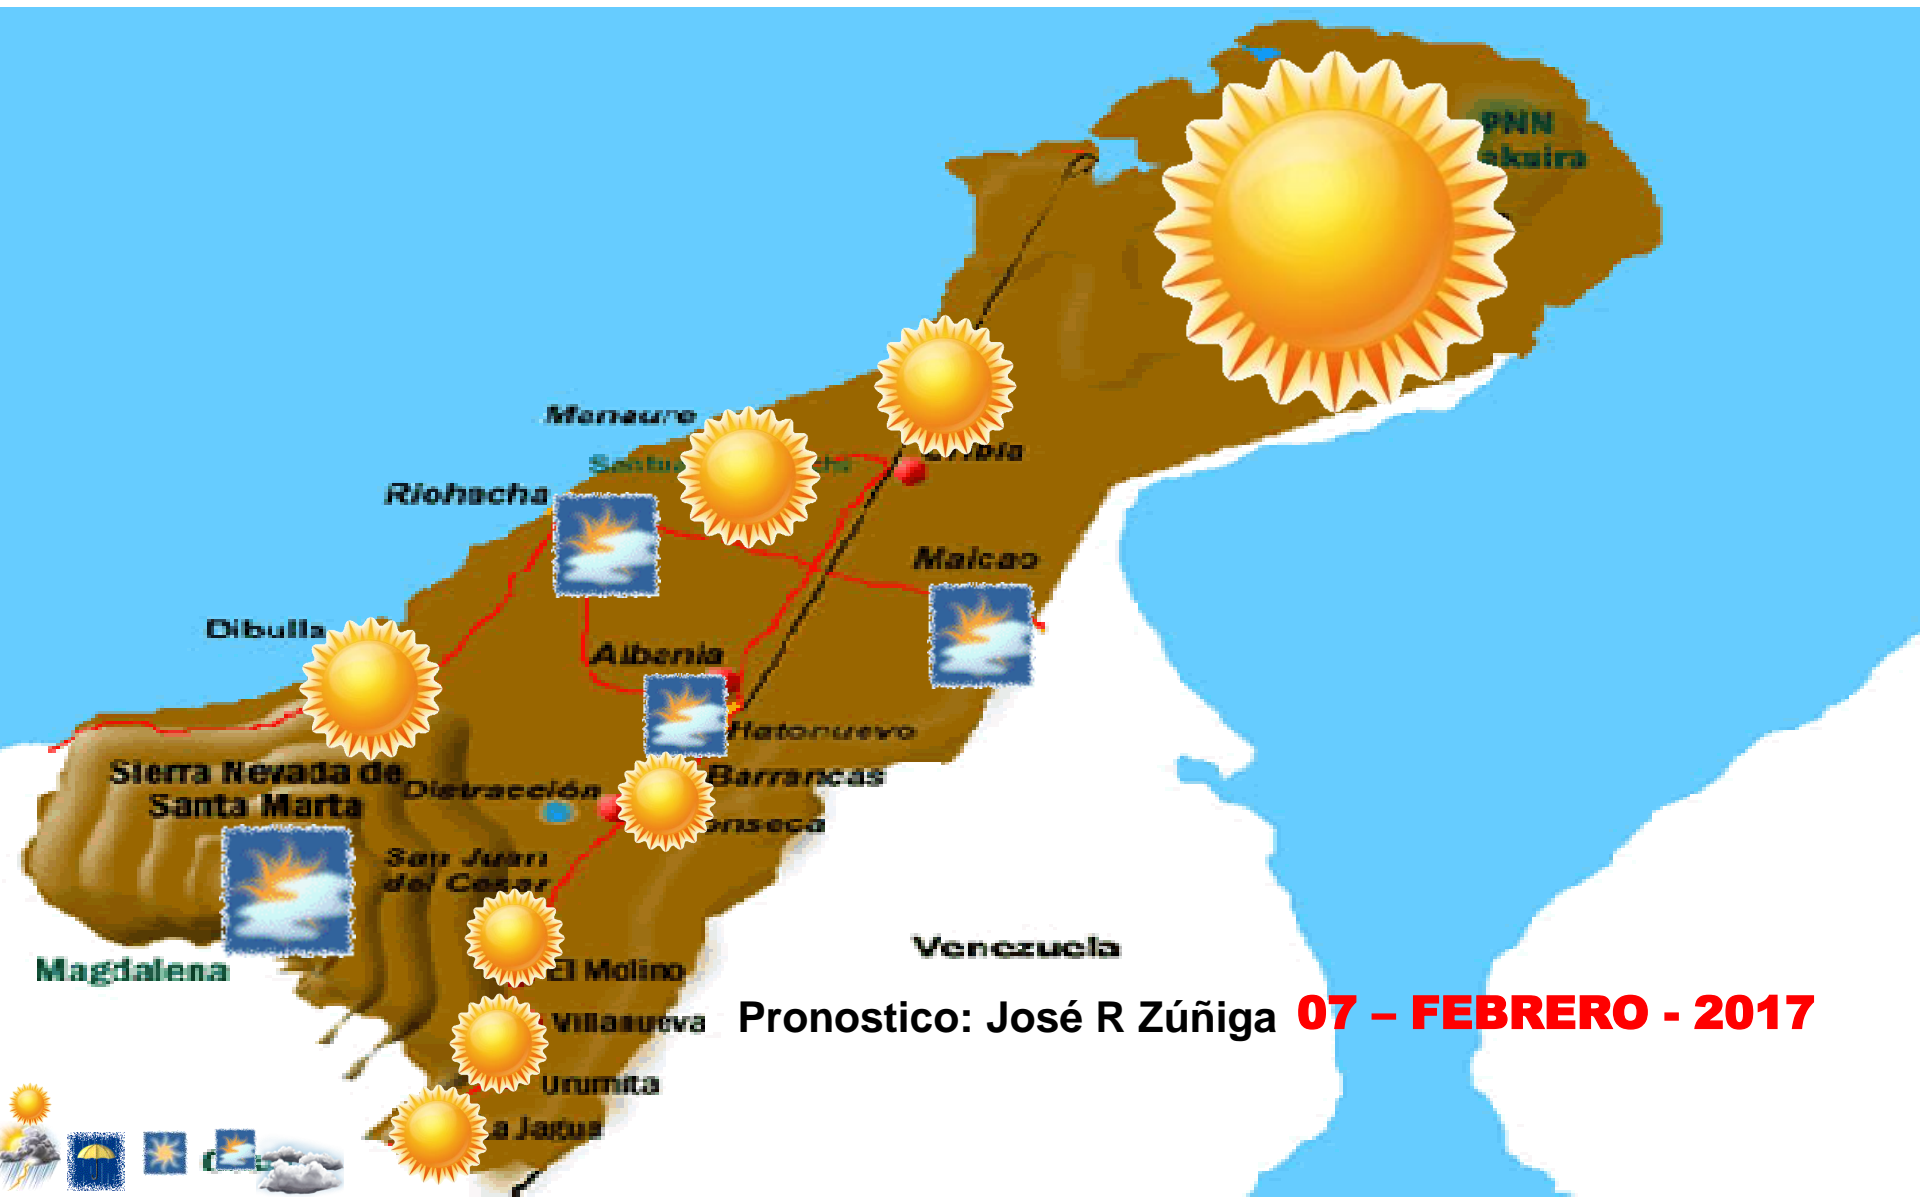 PNN
Manaure
Riohacha
Maicao
Dibulla
Albania
Hatonuevo
Sierra Nevada de
Santa Marta
Distracción
Barrancas
San Juan
del Cesar
Venezuela
Magdalena
El Molino
Pronostico: José R Zúñiga 07 – FEBRERO - 2017
Villanueva
Urumita